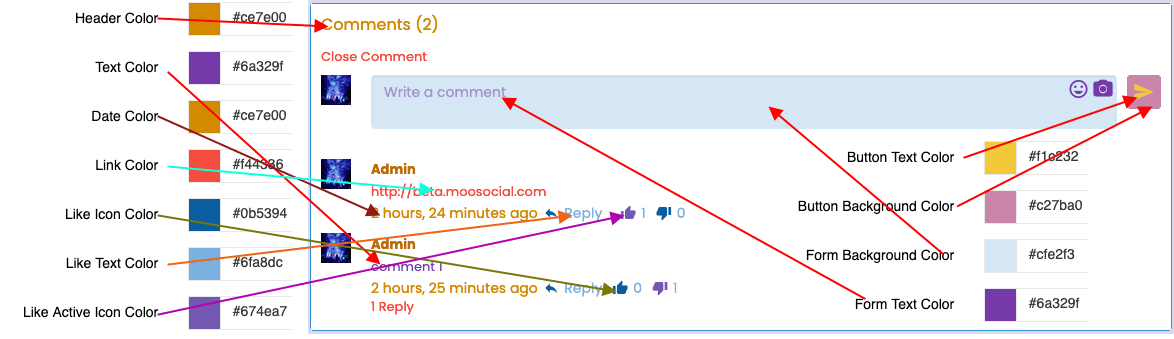 Header Color #ce7e00
Text Color #6a329f
Date Color #ce7e00
Link Color #f44336
Like Icon Color #0b5394
Like Text Color #6fa8dc
Like Active Icon Color #674ea7
Comments (2)
Close Comment
Write a comment
Admin
http://beta.moosocial.com
2 hours, 24 minutes ago Reply 1 0
Admin
comment 1
2 hours, 25 minutes ago Reply 0 1
1 Reply
Button Text Color #f1c232
Button Background Color #c27ba0
Form Background Color #cfe2f3
Form Text Color #6a329f